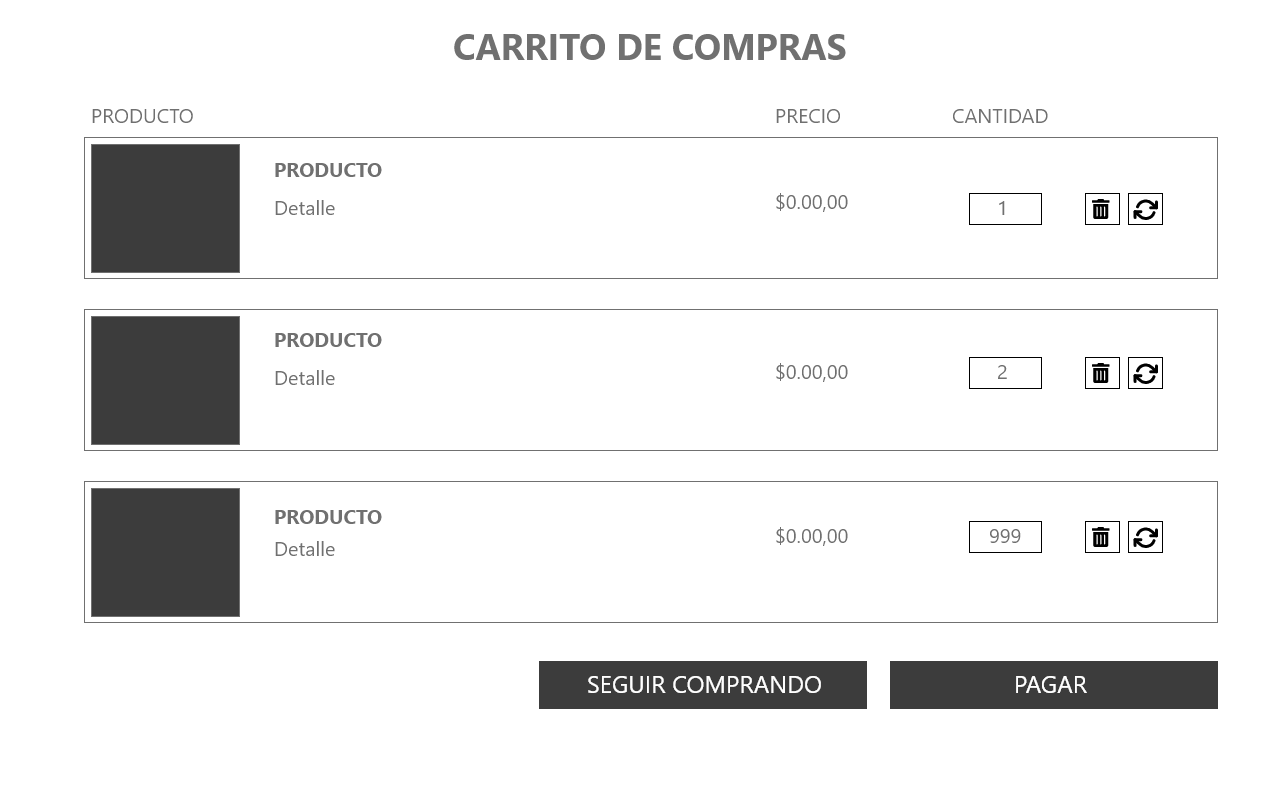 CARRITO DE COMPRAS
PRODUCTO PRECIO CANTIDAD
PRODUCTO
Detalle
$0.00,00
1
PRODUCTO
Detalle
$0.00,00
2
PRODUCTO
Detalle
$0.00,00
999
SEGUIR COMPRANDO
PAGAR